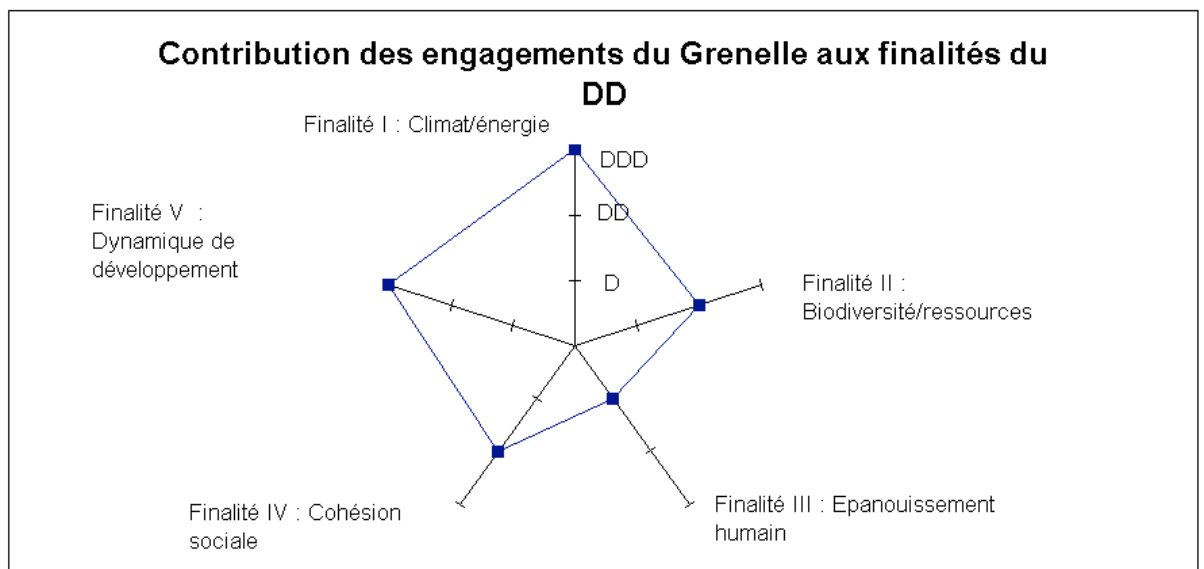 Contribution des engagements du Grenelle aux finalités du
DD
Finalité I : Climat/énergie
DDD
DD
D
Finalité V  :
Dynamique de
développement
Finalité II :
Biodiversité/ressources
Finalité IV : Cohésion
sociale
Finalité III : Epanouissement
humain